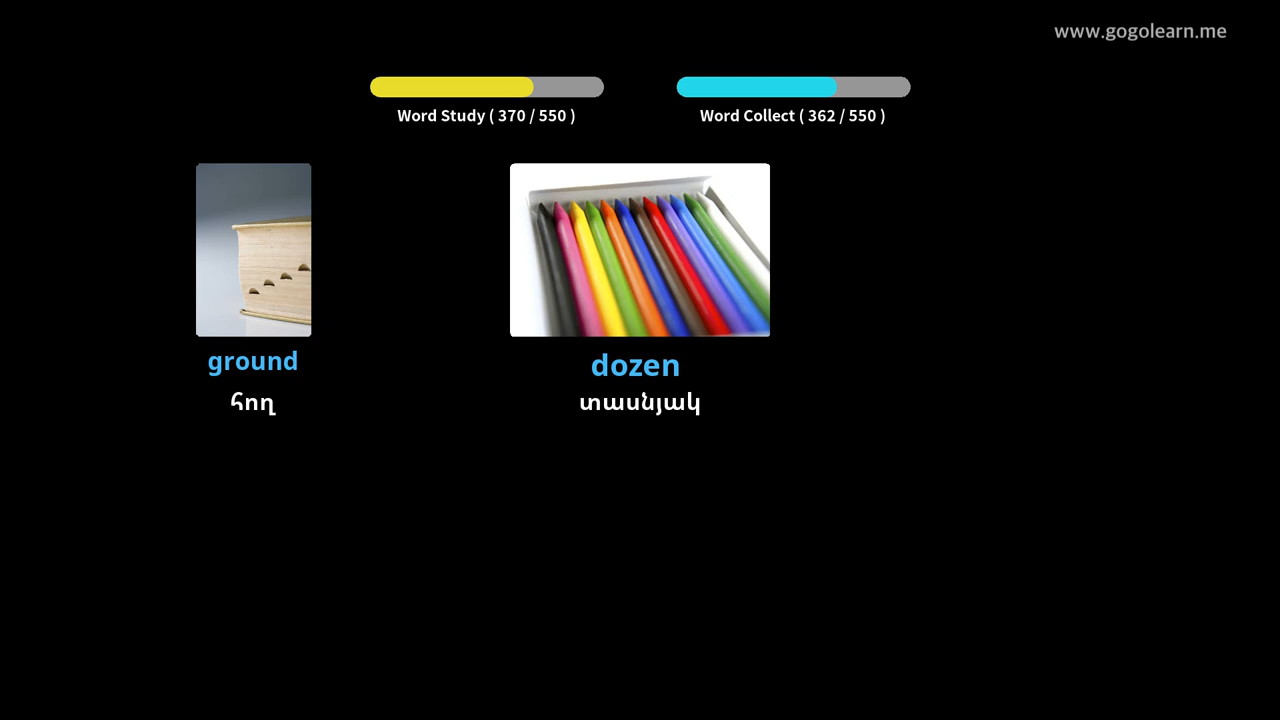 www.gogolearn.me
Word Study ( 370 / 550 )
Word Collect ( 362 / 550 )
ground
հող
dozen
տասնյակ